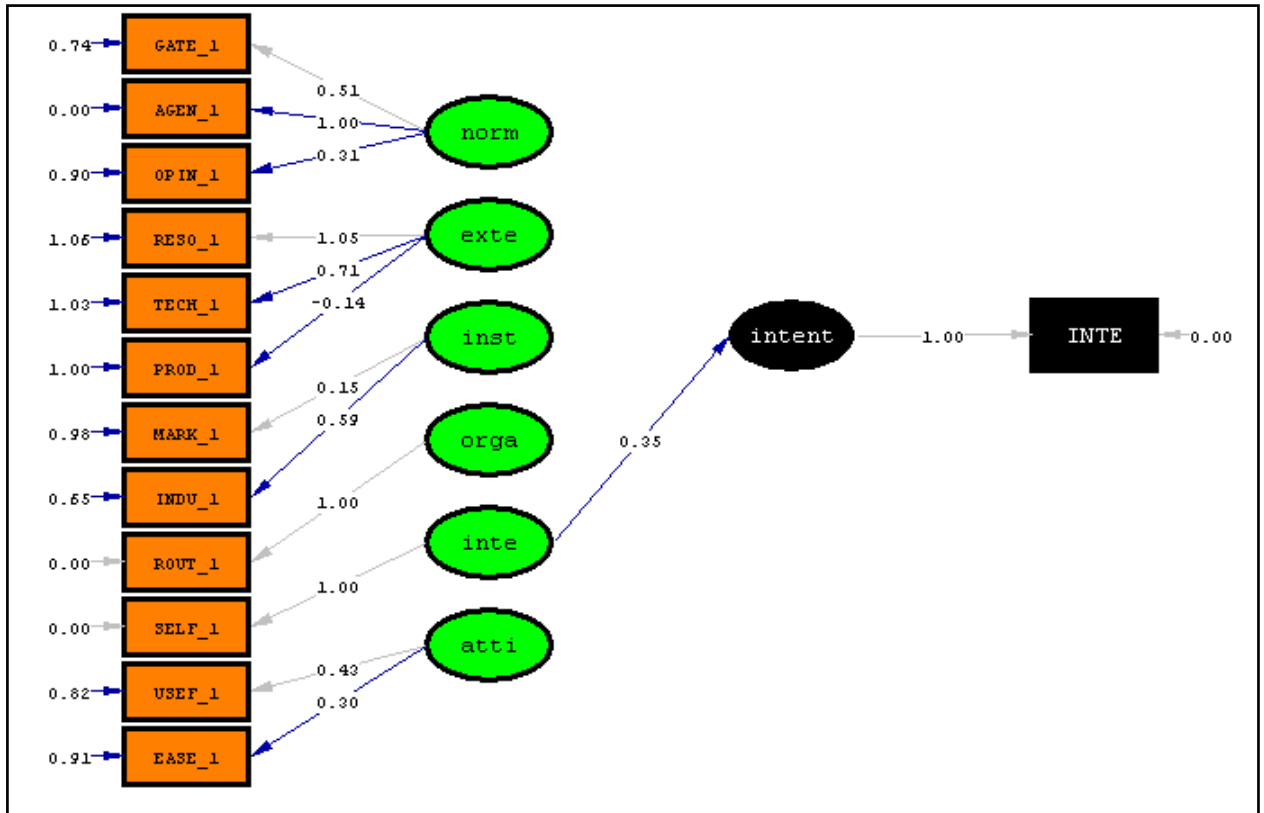 0.74 GATE_1
0.51
0.00 AGEN_1 1.00 norm
0.31
0.90 OPIN_1
1.06 RESO_1 1.05 exte
0.71
1.03 TECH_1 -0.14
1.00 PROD_1 inst intent 1.00 INTE 0.00
0.15
0.98 MARK_1 0.59 orga 0.35
0.65 INDU_1
1.00
0.00 ROUT_1 inte
1.00
0.00 SELF_1 atti
0.43
0.82 USEF_1 0.30
0.91 EASE_1